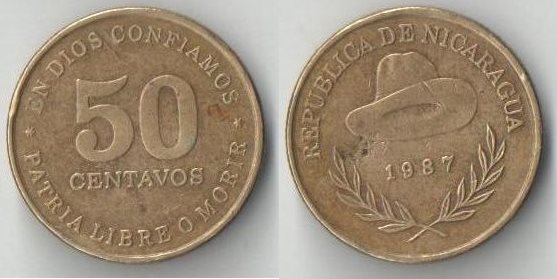 EN DIOS CONFIAMOS
50
CENTAVOS
PATRIA LIBRE O MORIR
REPUBLICA DE NICARAGUA
1987